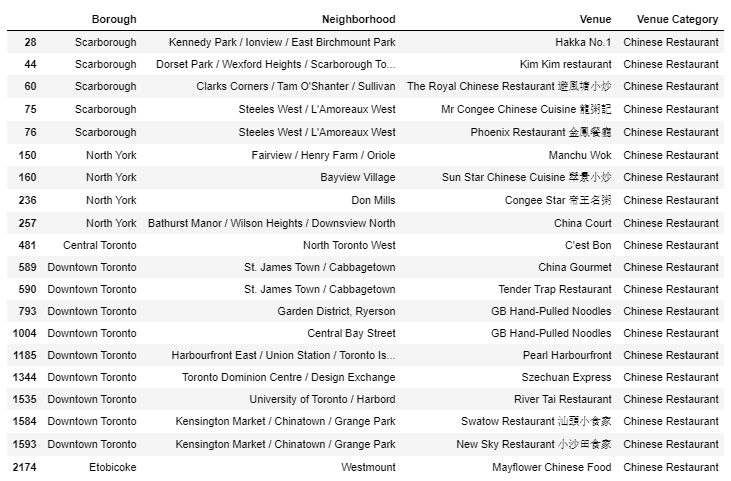 Borough Neighborhood Venue Venue Category
28 Scarborough Kennedy Park / Ionview / East Birchmount Park Hakka No.1 Chinese Restaurant
44 Scarborough Dorset Park / Wexford Heights / Scarborough To... Kim Kim restaurant Chinese Restaurant
60 Scarborough Clarks Corners / Tam O'Shanter / Sullivan The Royal Chinese Restaurant 避風塘小炒 Chinese Restaurant
75 Scarborough Steeles West / L'Amoreaux West Mr Congee Chinese Cuisine 龍粥記 Chinese Restaurant
76 Scarborough Steeles West / L'Amoreaux West Phoenix Restaurant 金鳳餐廳 Chinese Restaurant
150 North York Fairview / Henry Farm / Oriole Manchu Wok Chinese Restaurant
160 North York Bayview Village Sun Star Chinese Cuisine 翠景小炒 Chinese Restaurant
236 North York Don Mills Congee Star 帝王名粥 Chinese Restaurant
257 North York Bathurst Manor / Wilson Heights / Downsview North China Court Chinese Restaurant
481 Central Toronto North Toronto West C'est Bon Chinese Restaurant
589 Downtown Toronto St. James Town / Cabbagetown China Gourmet Chinese Restaurant
590 Downtown Toronto St. James Town / Cabbagetown Tender Trap Restaurant Chinese Restaurant
793 Downtown Toronto Garden District, Ryerson GB Hand-Pulled Noodles Chinese Restaurant
1004 Downtown Toronto Central Bay Street GB Hand-Pulled Noodles Chinese Restaurant
1185 Downtown Toronto Harbourfront East / Union Station / Toronto Is... Pearl Harbourfront Chinese Restaurant
1344 Downtown Toronto Toronto Dominion Centre / Design Exchange Szechuan Express Chinese Restaurant
1535 Downtown Toronto University of Toronto / Harbord River Tai Restaurant Chinese Restaurant
1584 Downtown Toronto Kensington Market / Chinatown / Grange Park Swatow Restaurant 汕頭小食家 Chinese Restaurant
1593 Downtown Toronto Kensington Market / Chinatown / Grange Park New Sky Restaurant 小沙田食家 Chinese Restaurant
2174 Etobicoke Westmount Mayflower Chinese Food Chinese Restaurant